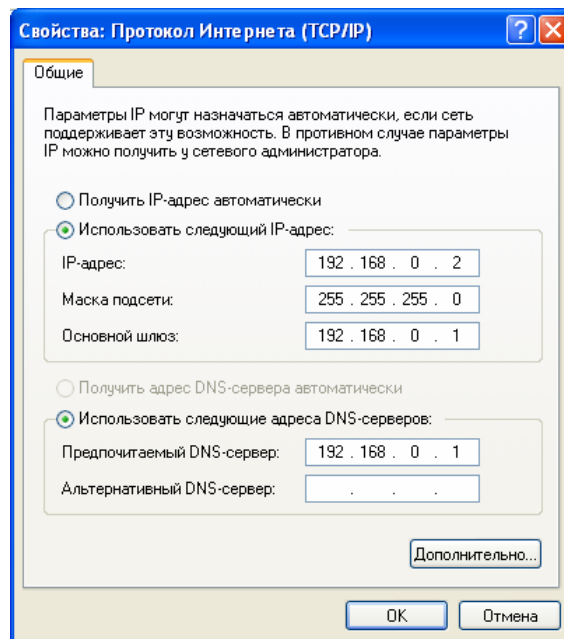 Свойства: Протокол Интернета (TCP/IP)
Общие
Параметры IP могут назначаться автоматически, если сеть
поддерживает эту возможность. В противном случае параметры
IP можно получить у сетевого администратора.
Получить IP-адрес автоматически
Использовать следующий IP-адрес:
IP-адрес: 192 . 168 . 0 . 2
Маска подсети: 255 . 255 . 255 . 0
Основной шлюз: 192 . 168 . 0 . 1
Получить адрес DNS-сервера автоматически
Использовать следующие адреса DNS-серверов:
Предпочитаемый DNS-сервер: 192 . 168 . 0 . 1
Альтернативный DNS-сервер: . . .
Дополнительно...
OK Отмена